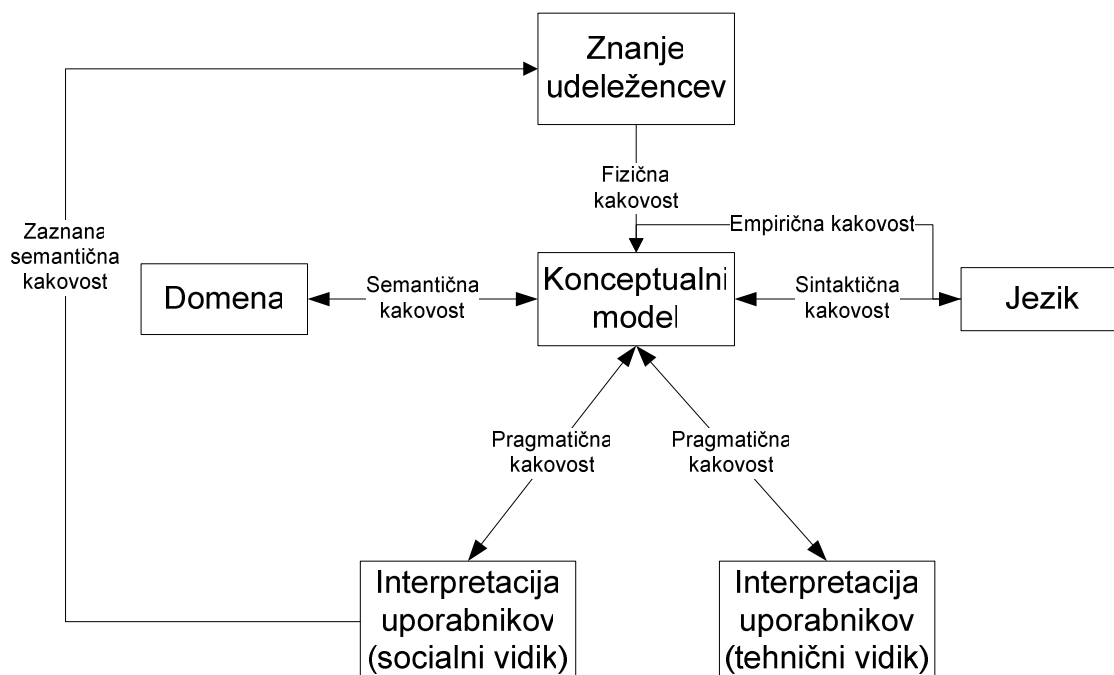 Znanje
udeležencev
Fizična
kakovost
Empirična kakovost
Zaznana
semantična
kakovost
Domena
Semantična
kakovost
Konceptualni
model
Sintaktična
kakovost
Jezik
Pragmatična
kakovost
Pragmatična
kakovost
Interpretacija
uporabnikov
(socialni vidik)
Interpretacija
uporabnikov
(tehnični vidik)